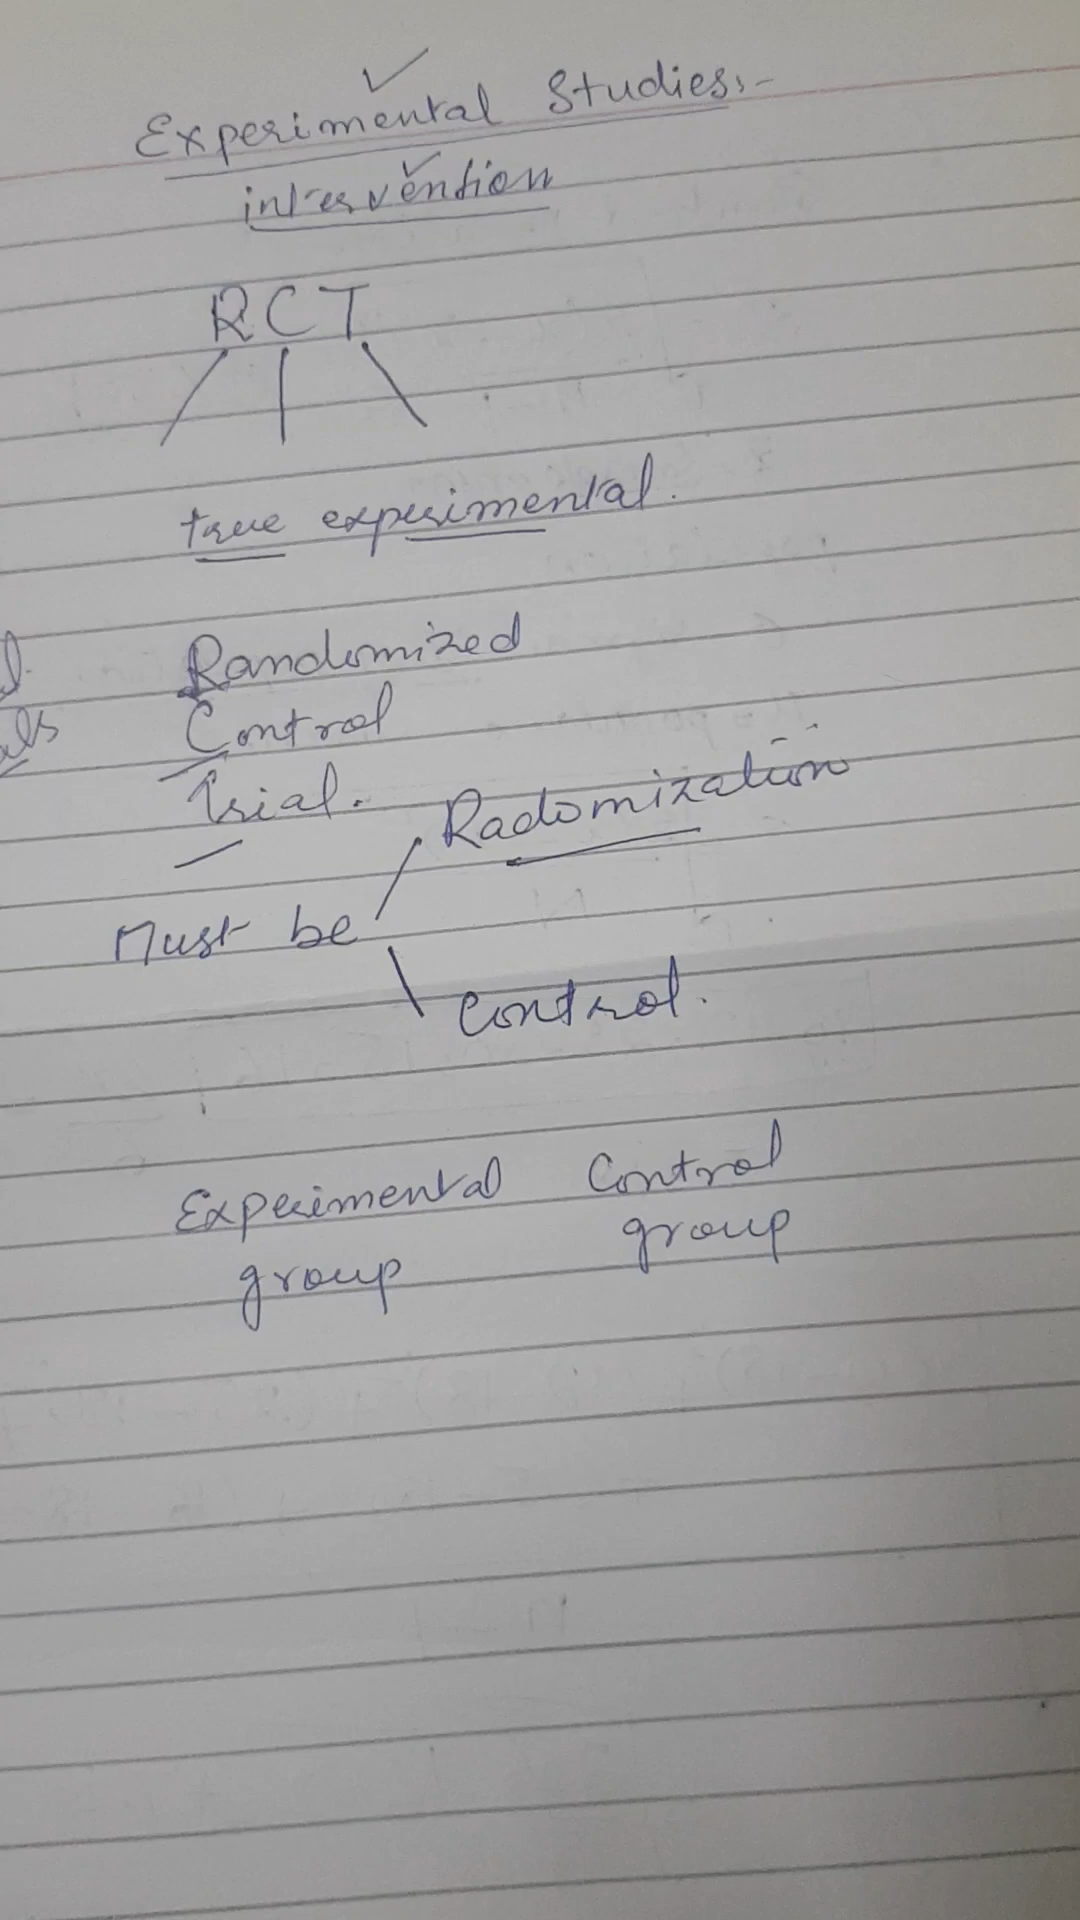 Experimental Studies:-
intervention
RCT
true experimental.
Randomized
Control
Trial.
Radomization
Must be
Control.
Experimental Control
group group